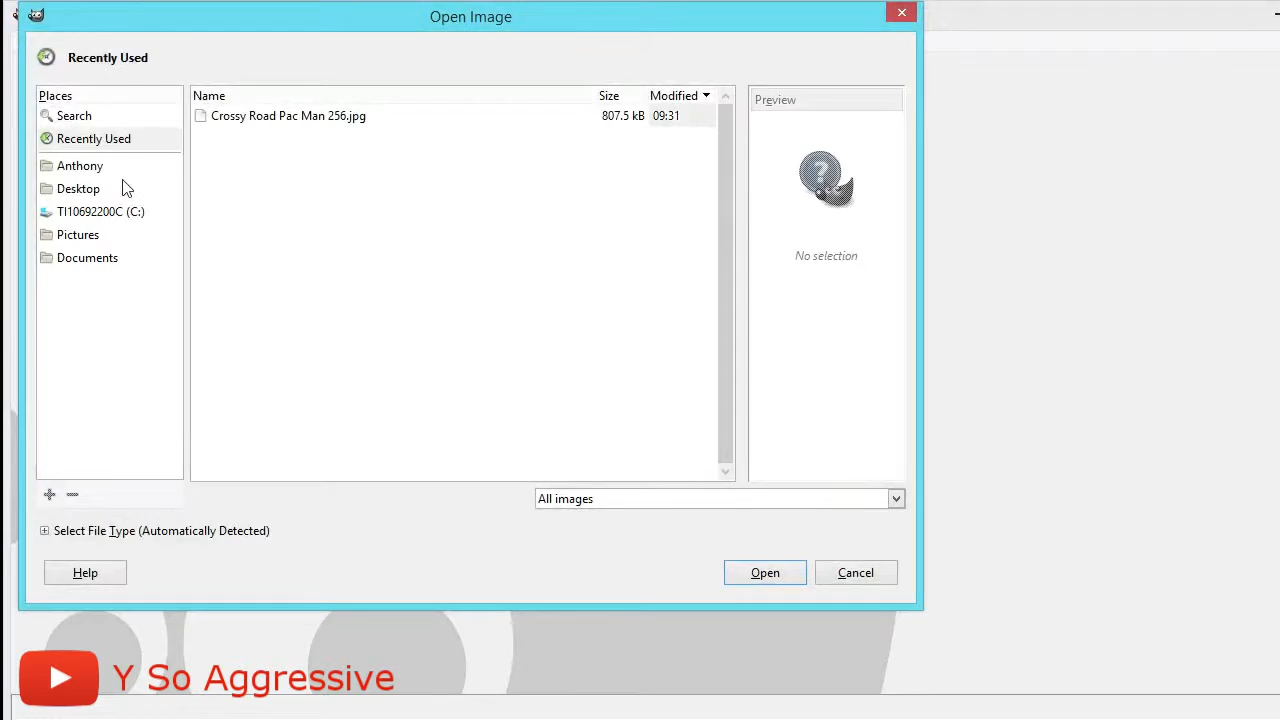 Open Image
Recently Used
Places
Search
Recently Used
Anthony
Desktop
TI10692200C (C:)
Pictures
Documents
Name Size Modified
Crossy Road Pac Man 256.jpg 807.5 kB 09:31
Preview
No selection
All images
Select File Type (Automatically Detected)
Help Open Cancel
Y So Aggressive